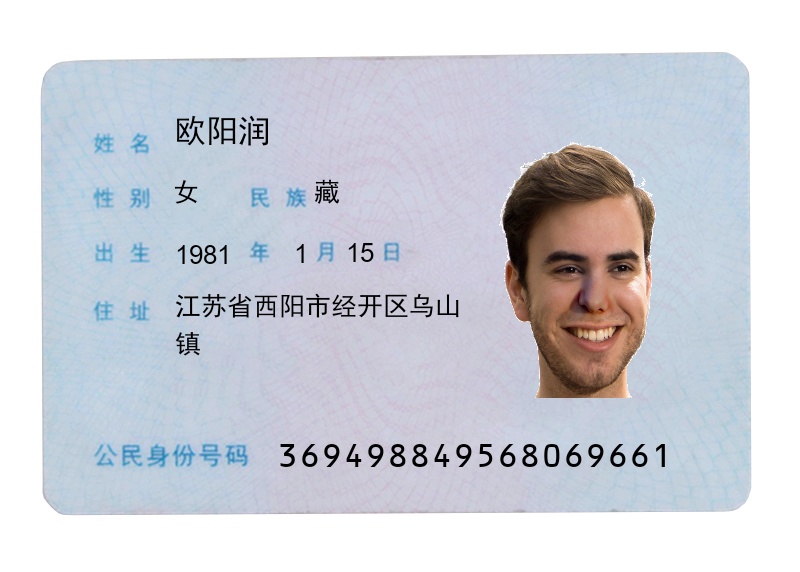 姓名 欧阳润
性别 女 民族 藏
出生 1981 年 1 月 15 日
住址 江苏省西阳市经开区乌山
镇
公民身份号码 369498849568069661